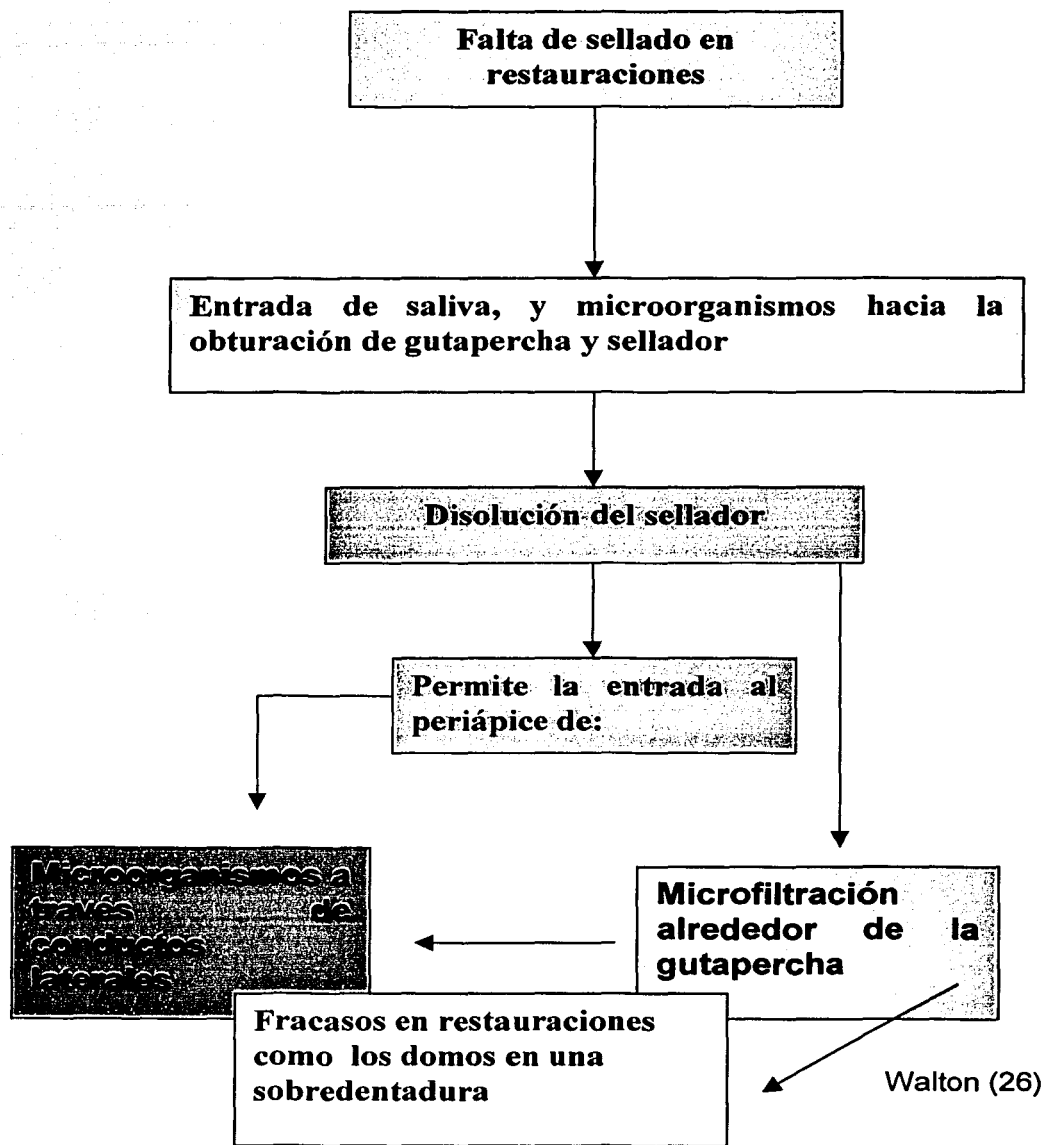 Falta de sellado en
restauraciones
Entrada de saliva, y microorganismos hacia la
obturación de gutapercha y sellador
Disolución del sellador
Permite la entrada al
periápice de:
Microorganismos a
través de
conductos
laterales
Microfiltración
alrededor de la
gutapercha
Fracasos en restauraciones
como los domos en una
sobredentadura
Walton (26)